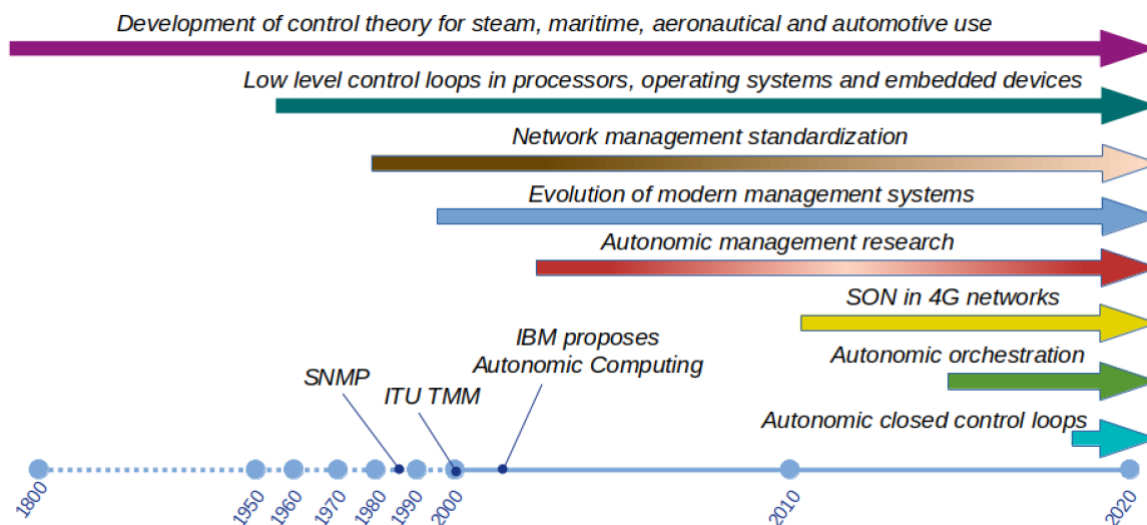 Development of control theory for steam, maritime, aeronautical and automotive use
Low level control loops in processors, operating systems and embedded devices
Network management standardization
Evolution of modern management systems
Autonomic management research
SON in 4G networks
IBM proposes
Autonomic Computing
Autonomic orchestration
SNMP
ITU TMM
Autonomic closed control loops
1800
1950
1960
1970
1980
1990
2000
2010
2020